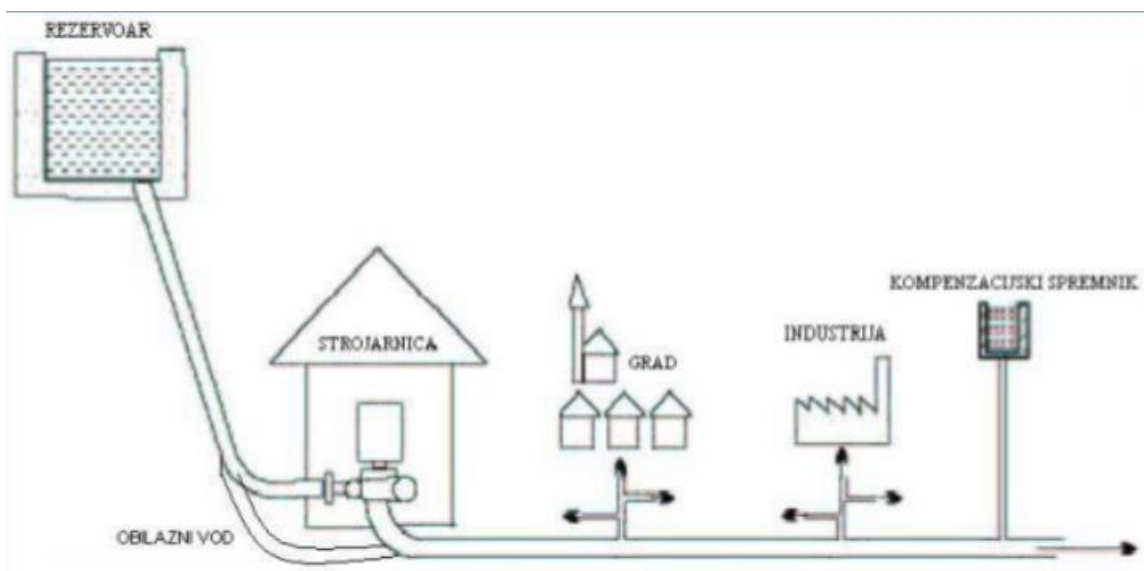 REZERVOAR
KOMPENZACIJSKI SPREMNIK
INDUSTRIJA
STROJARNICA
GRAD
OBILAZNI VOD